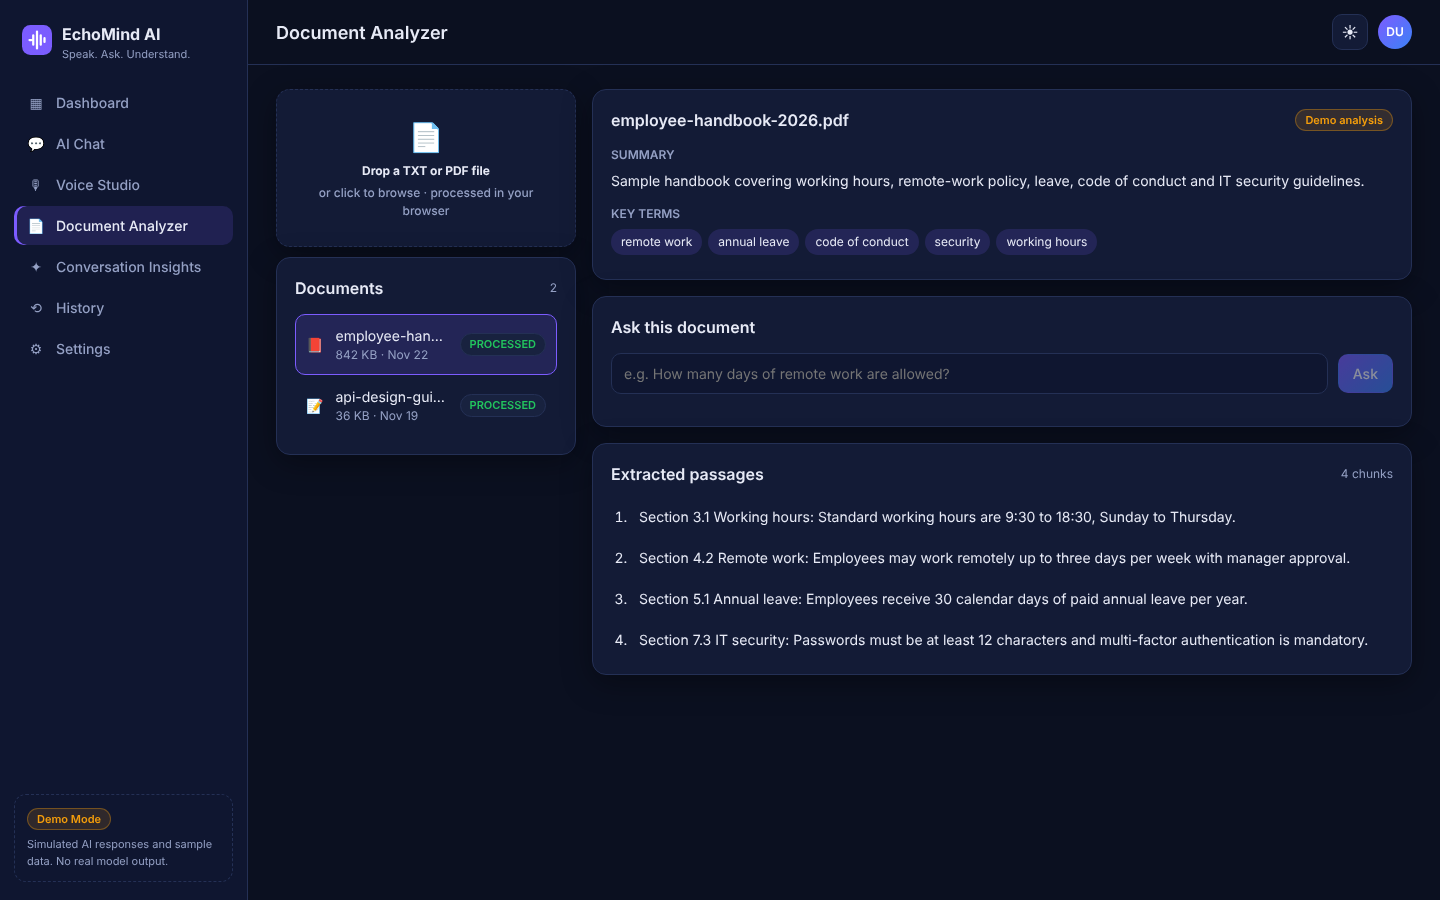 EchoMind AI
Speak. Ask. Understand.
Dashboard
AI Chat
Voice Studio
Document Analyzer
Conversation Insights
History
Settings
Demo Mode
Simulated AI responses and sample
data. No real model output.
Document Analyzer
DU
Drop a TXT or PDF file
or click to browse · processed in your
browser
Documents
2
employee-han...
842 KB · Nov 22
PROCESSED
api-design-gui...
36 KB · Nov 19
PROCESSED
employee-handbook-2026.pdf
Demo analysis
SUMMARY
Sample handbook covering working hours, remote-work policy, leave, code of conduct and IT security guidelines.
KEY TERMS
remote work annual leave code of conduct security working hours
Ask this document
e.g. How many days of remote work are allowed?
Ask
Extracted passages
4 chunks
1. Section 3.1 Working hours: Standard working hours are 9:30 to 18:30, Sunday to Thursday.
2. Section 4.2 Remote work: Employees may work remotely up to three days per week with manager approval.
3. Section 5.1 Annual leave: Employees receive 30 calendar days of paid annual leave per year.
4. Section 7.3 IT security: Passwords must be at least 12 characters and multi-factor authentication is mandatory.